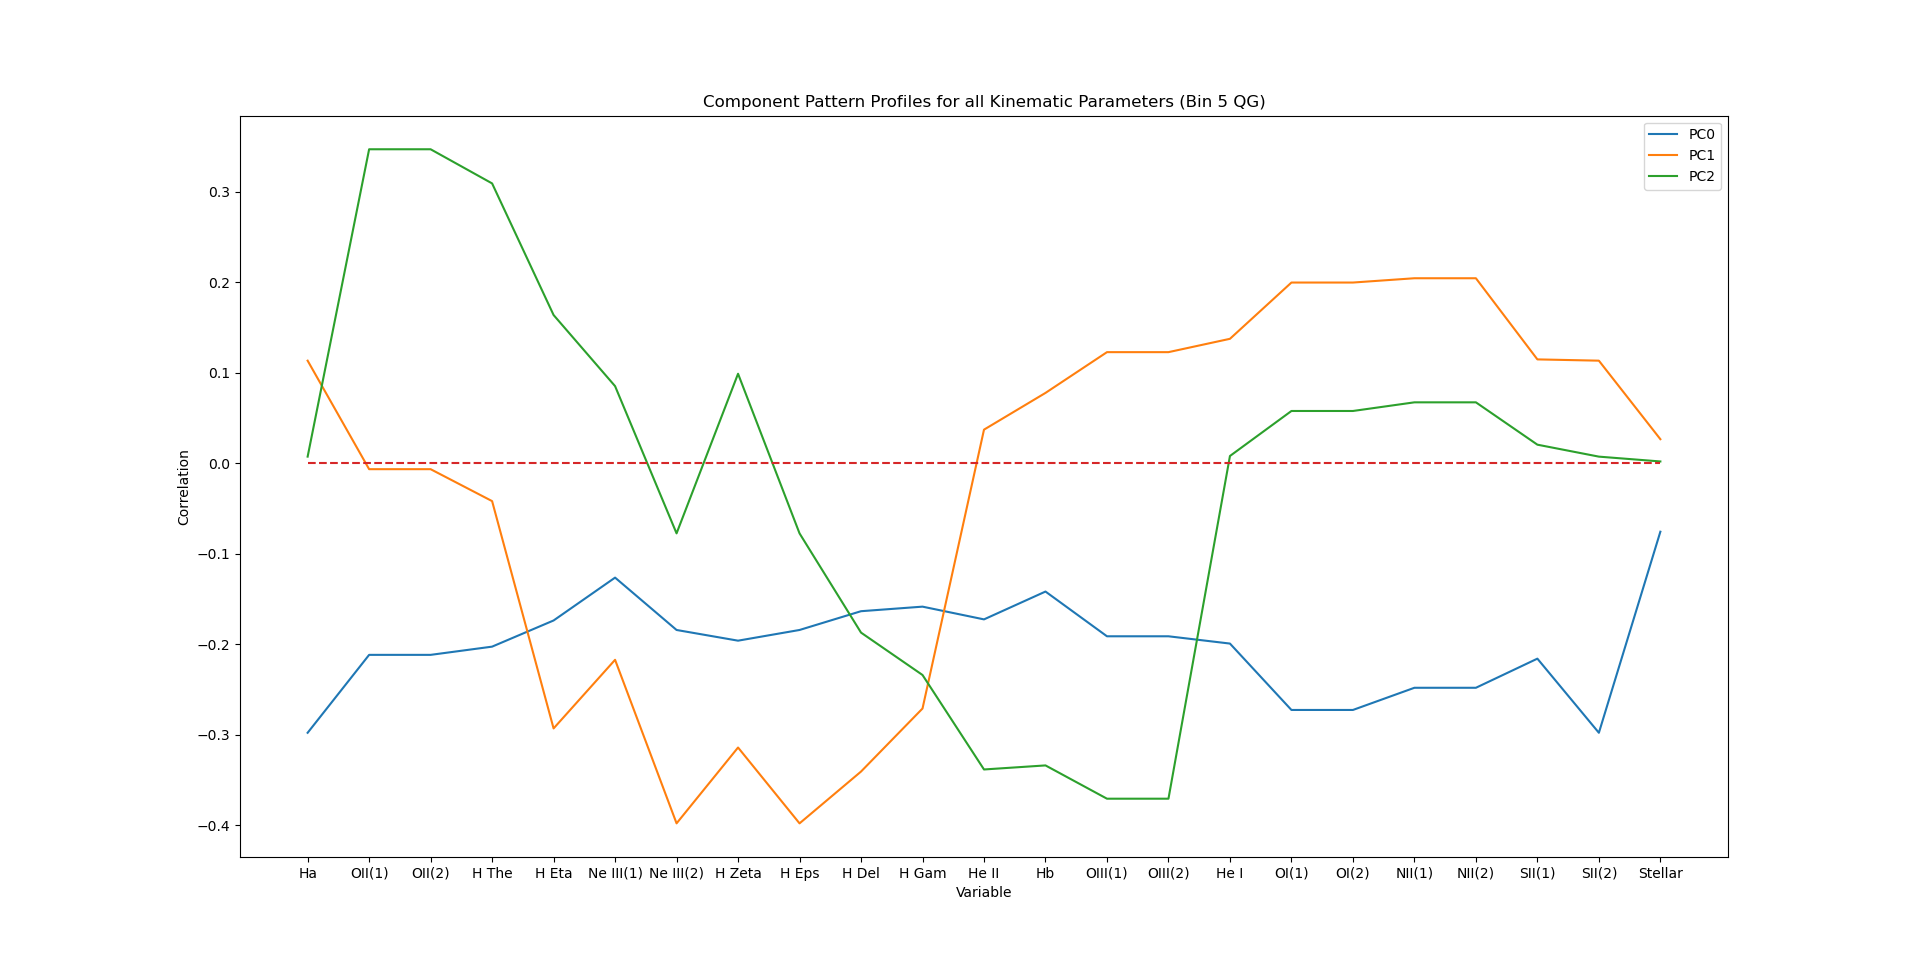 Component Pattern Profiles for all Kinematic Parameters (Bin 5 QG)
PC0
PC1
PC2
0.3
0.2
0.1
0.0
−0.1
−0.2
−0.3
−0.4
Correlation
Ha OII(1) OII(2) H The H Eta Ne III(1) Ne III(2) H Zeta H Eps H Del H Gam He II Hb OIII(1) OIII(2) He I OI(1) OI(2) NII(1) NII(2) SII(1) SII(2) Stellar
Variable